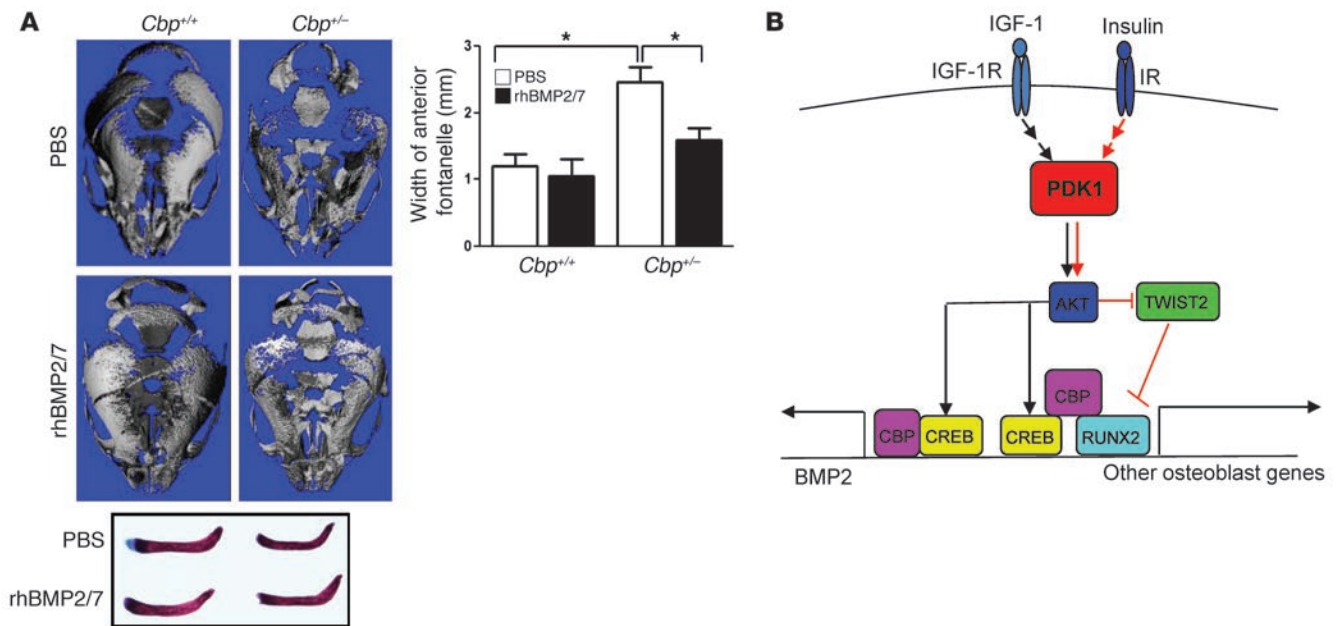 A
Cbp+/+
Cbp+/–
PBS
rhBMP2/7
PBS
rhBMP2/7
Width of anterior
fontanelle (mm)
3
2
1
0
*
*
PBS
rhBMP2/7
Cbp+/+
Cbp+/–
B
IGF-1
Insulin
IGF-1R
IR
PDK1
AKT
TWIST2
CBP
CBP
CREB
CREB
RUNX2
BMP2
Other osteoblast genes